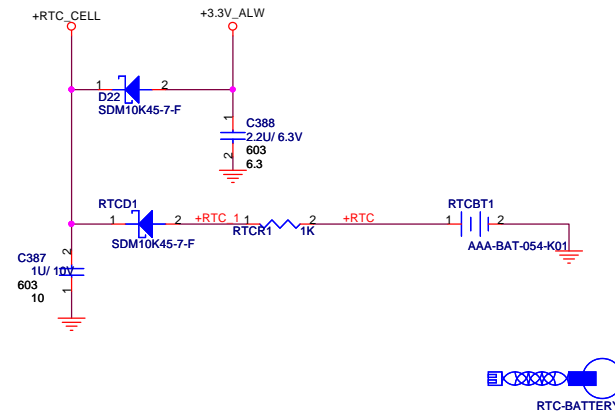 +RTC_CELL
+3.3V_ALW
1
2
D22
SDM10K45-7-F
1
C388
2.2U/ 6.3V
603
6.3
2
RTCD1
1
2
+RTC_1
1
RTCR1
2
1K
+RTC
RTCBT1
1
2
SDM10K45-7-F
AAA-BAT-054-K01
2
C387
1U/ 10V
603
10
1
RTC-BATTERY